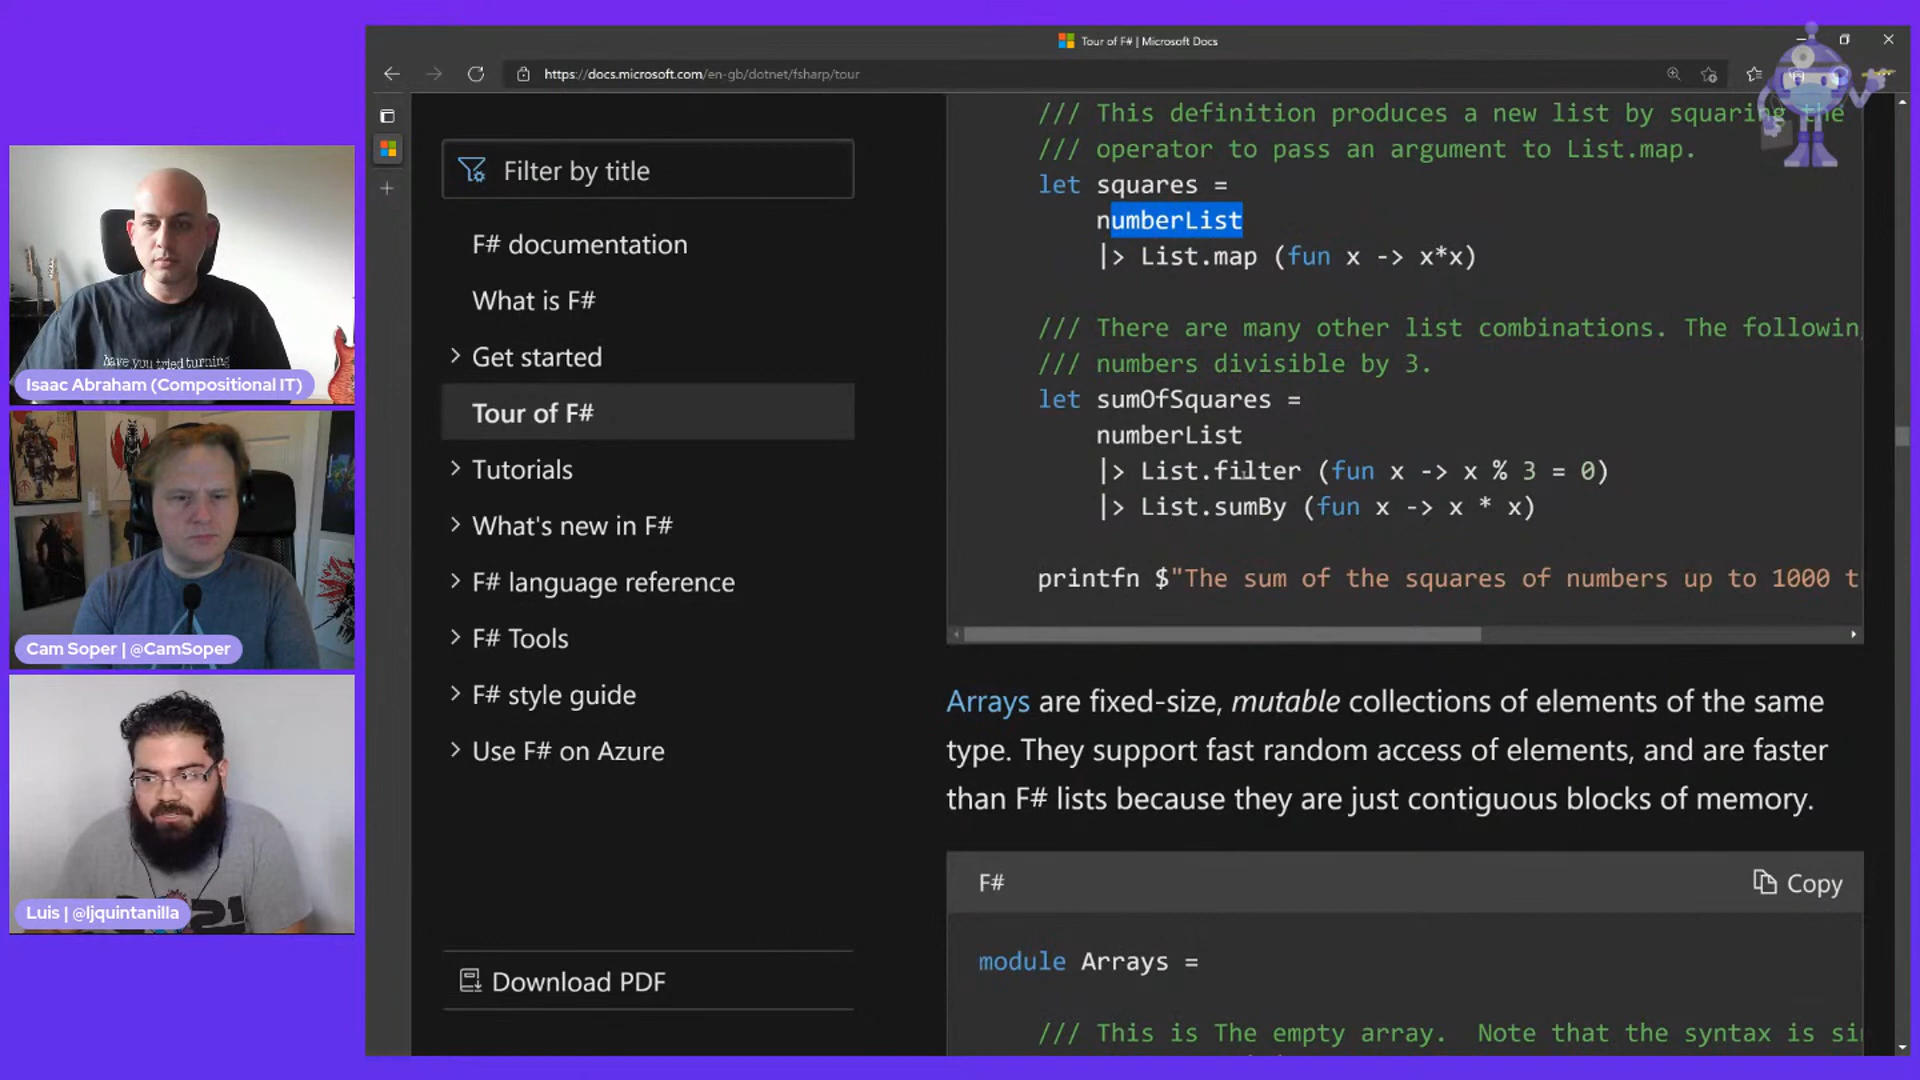 Tour of F# | Microsoft Docs
https://docs.microsoft.com/en-gb/dotnet/fsharp/tour
have you tried turning
Isaac Abraham (Compositional IT)
Cam Soper | @CamSoper
21
Luis | @ljquintanilla
Filter by title
F# documentation
What is F#
Get started
Tour of F#
Tutorials
What's new in F#
F# language reference
F# Tools
F# style guide
Use F# on Azure
Download PDF
/// This definition produces a new list by squaring the
/// operator to pass an argument to List.map.
let squares =
numberList
|> List.map (fun x -> x*x)
/// There are many other list combinations. The followin
/// numbers divisible by 3.
let sumOfSquares =
numberList
|> List.filter (fun x -> x % 3 = 0)
|> List.sumBy (fun x -> x * x)
printfn $"The sum of the squares of numbers up to 1000 t
Arrays are fixed-size, mutable collections of elements of the same
type. They support fast random access of elements, and are faster
than F# lists because they are just contiguous blocks of memory.
F#
Copy
module Arrays =
/// This is The empty array. Note that the syntax is si